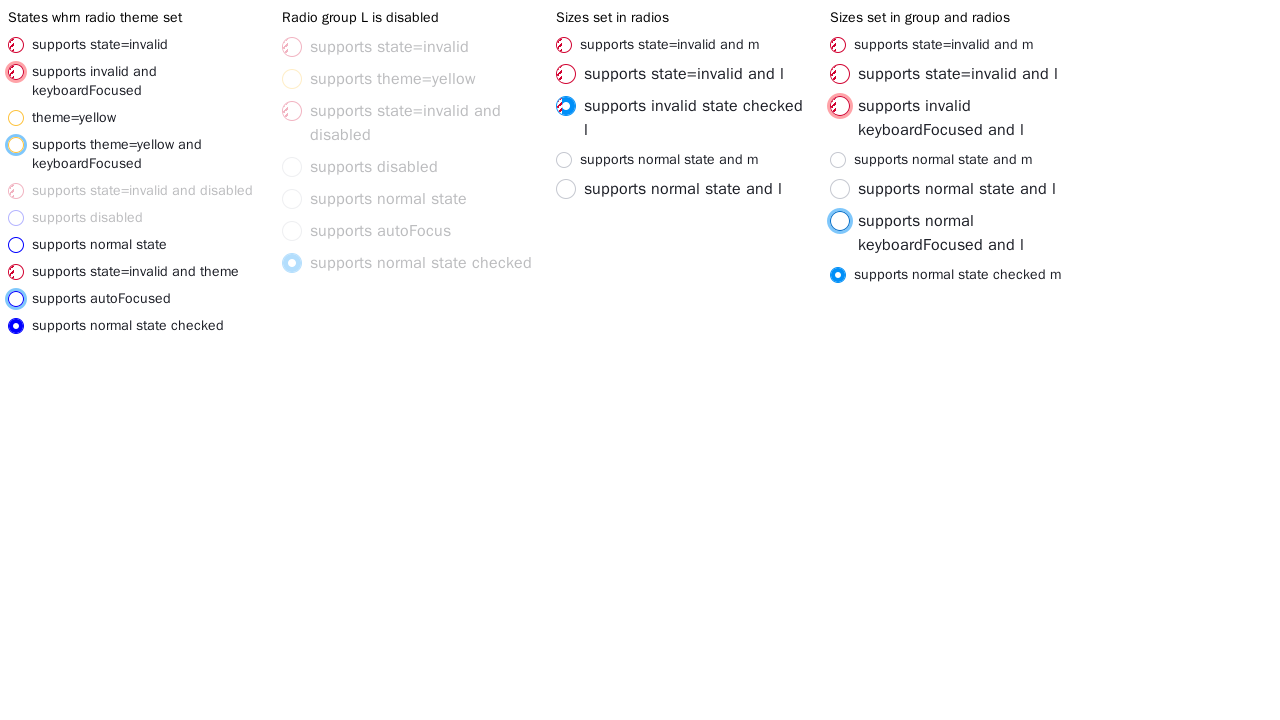 States whrn radio theme set
supports state=invalid
supports invalid and
keyboardFocused
theme=yellow
supports theme=yellow and
keyboardFocused
supports state=invalid and disabled
supports disabled
supports normal state
supports state=invalid and theme
supports autoFocused
supports normal state checked
Radio group L is disabled
supports state=invalid
supports theme=yellow
supports state=invalid and
disabled
supports disabled
supports normal state
supports autoFocus
supports normal state checked
Sizes set in radios
supports state=invalid and m
supports state=invalid and l
supports invalid state checked
l
supports normal state and m
supports normal state and l
Sizes set in group and radios
supports state=invalid and m
supports state=invalid and l
supports invalid
keyboardFocused and l
supports normal state and m
supports normal state and l
supports normal
keyboardFocused and l
supports normal state checked m